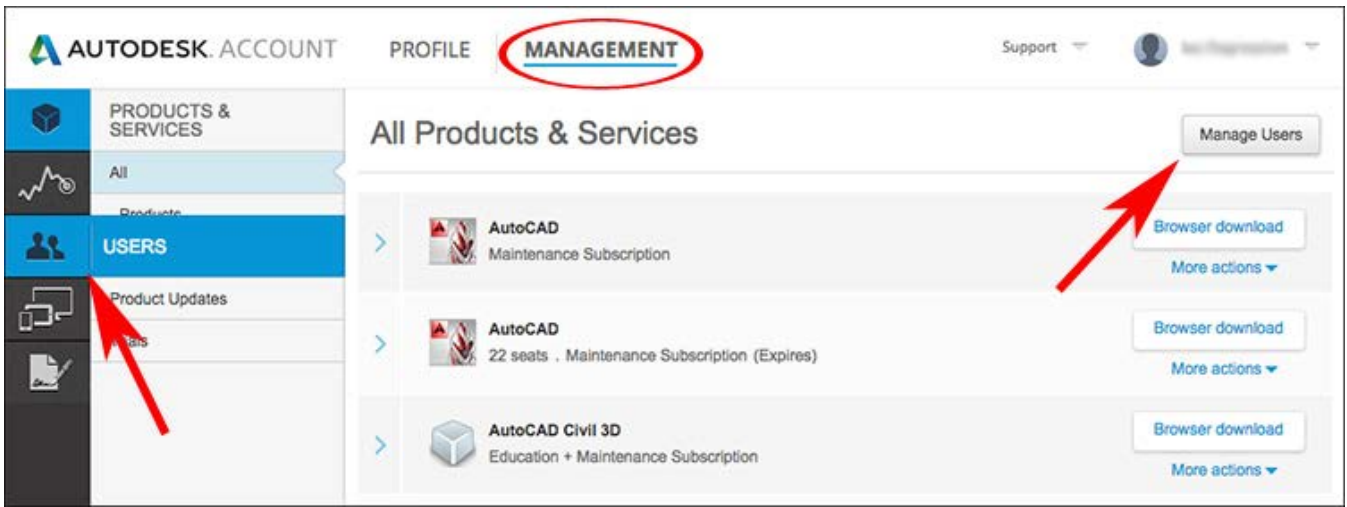 AUTODESK. ACCOUNT
PROFILE
MANAGEMENT
Support
PRODUCTS &
SERVICES
All
Products
USERS
Product Updates
All Products & Services
Manage Users
AutoCAD
Maintenance Subscription
Browser download
More actions
AutoCAD
22 seats . Maintenance Subscription (Expires)
Browser download
More actions
AutoCAD Civil 3D
Education + Maintenance Subscription
Browser download
More actions